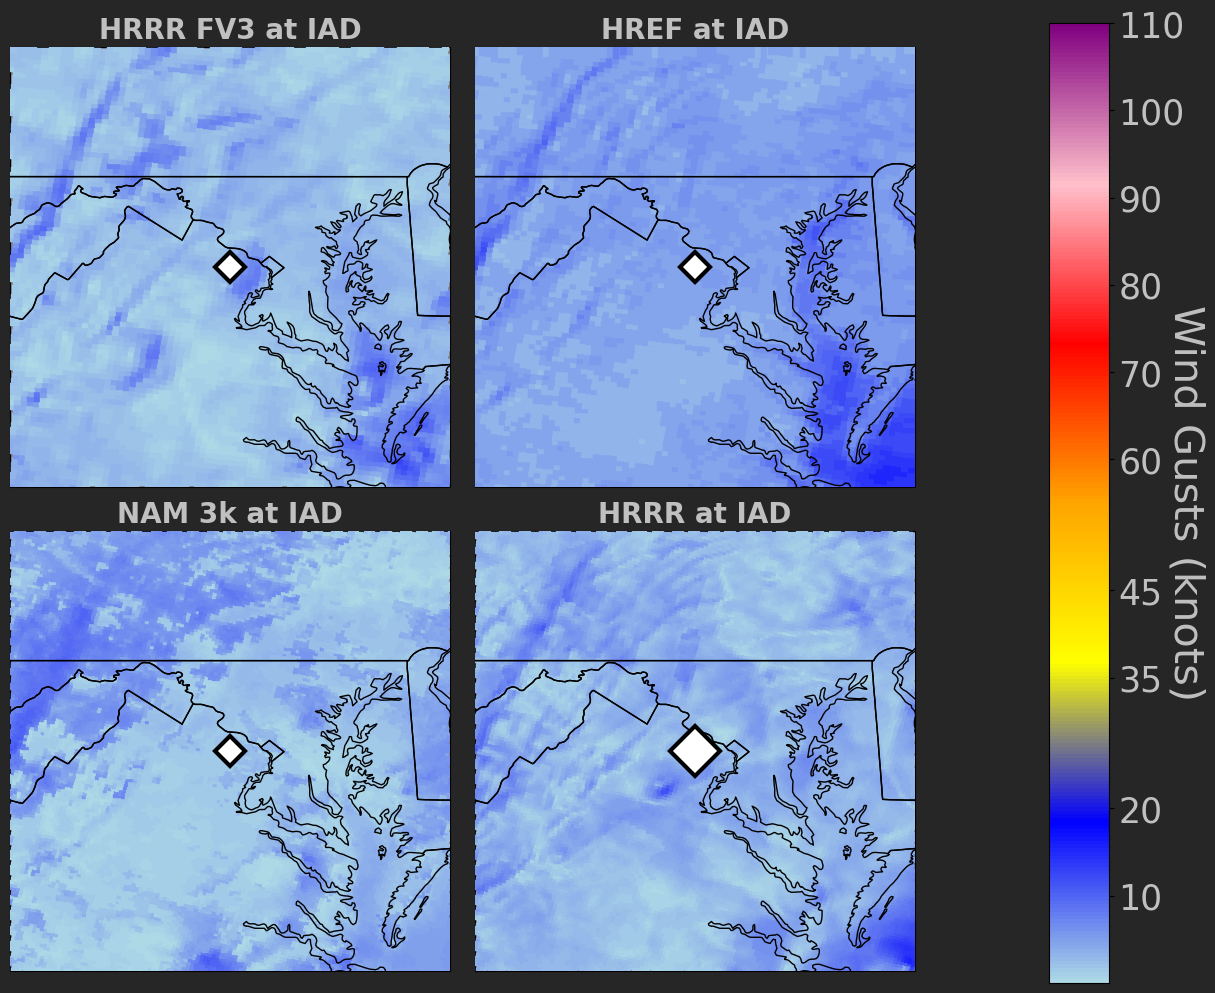 HRRR FV3 at IAD
HREF at IAD
NAM 3k at IAD
HRRR at IAD
110
100
90
80
70
60
45
35
20
10
Wind Gusts (knots)